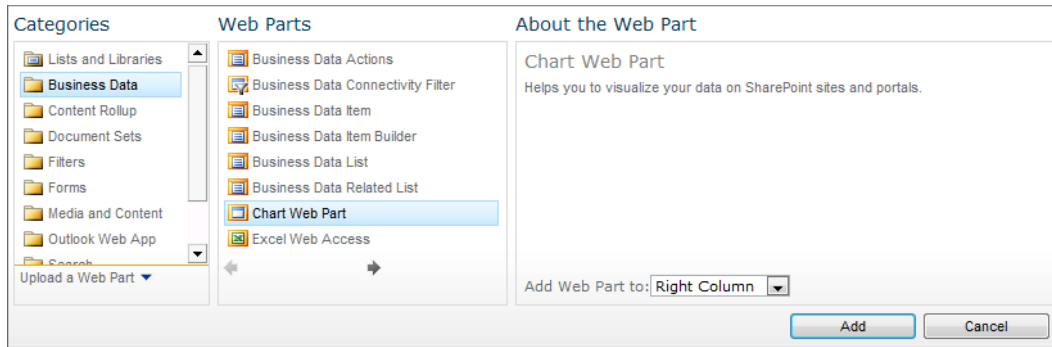 Categories
Lists and Libraries
Business Data
Content Rollup
Document Sets
Filters
Forms
Media and Content
Outlook Web App
Search
Upload a Web Part
Web Parts
Business Data Actions
Business Data Connectivity Filter
Business Data Item
Business Data Item Builder
Business Data List
Business Data Related List
Chart Web Part
Excel Web Access
About the Web Part
Chart Web Part
Helps you to visualize your data on SharePoint sites and portals.
Add Web Part to: Right Column
Add Cancel